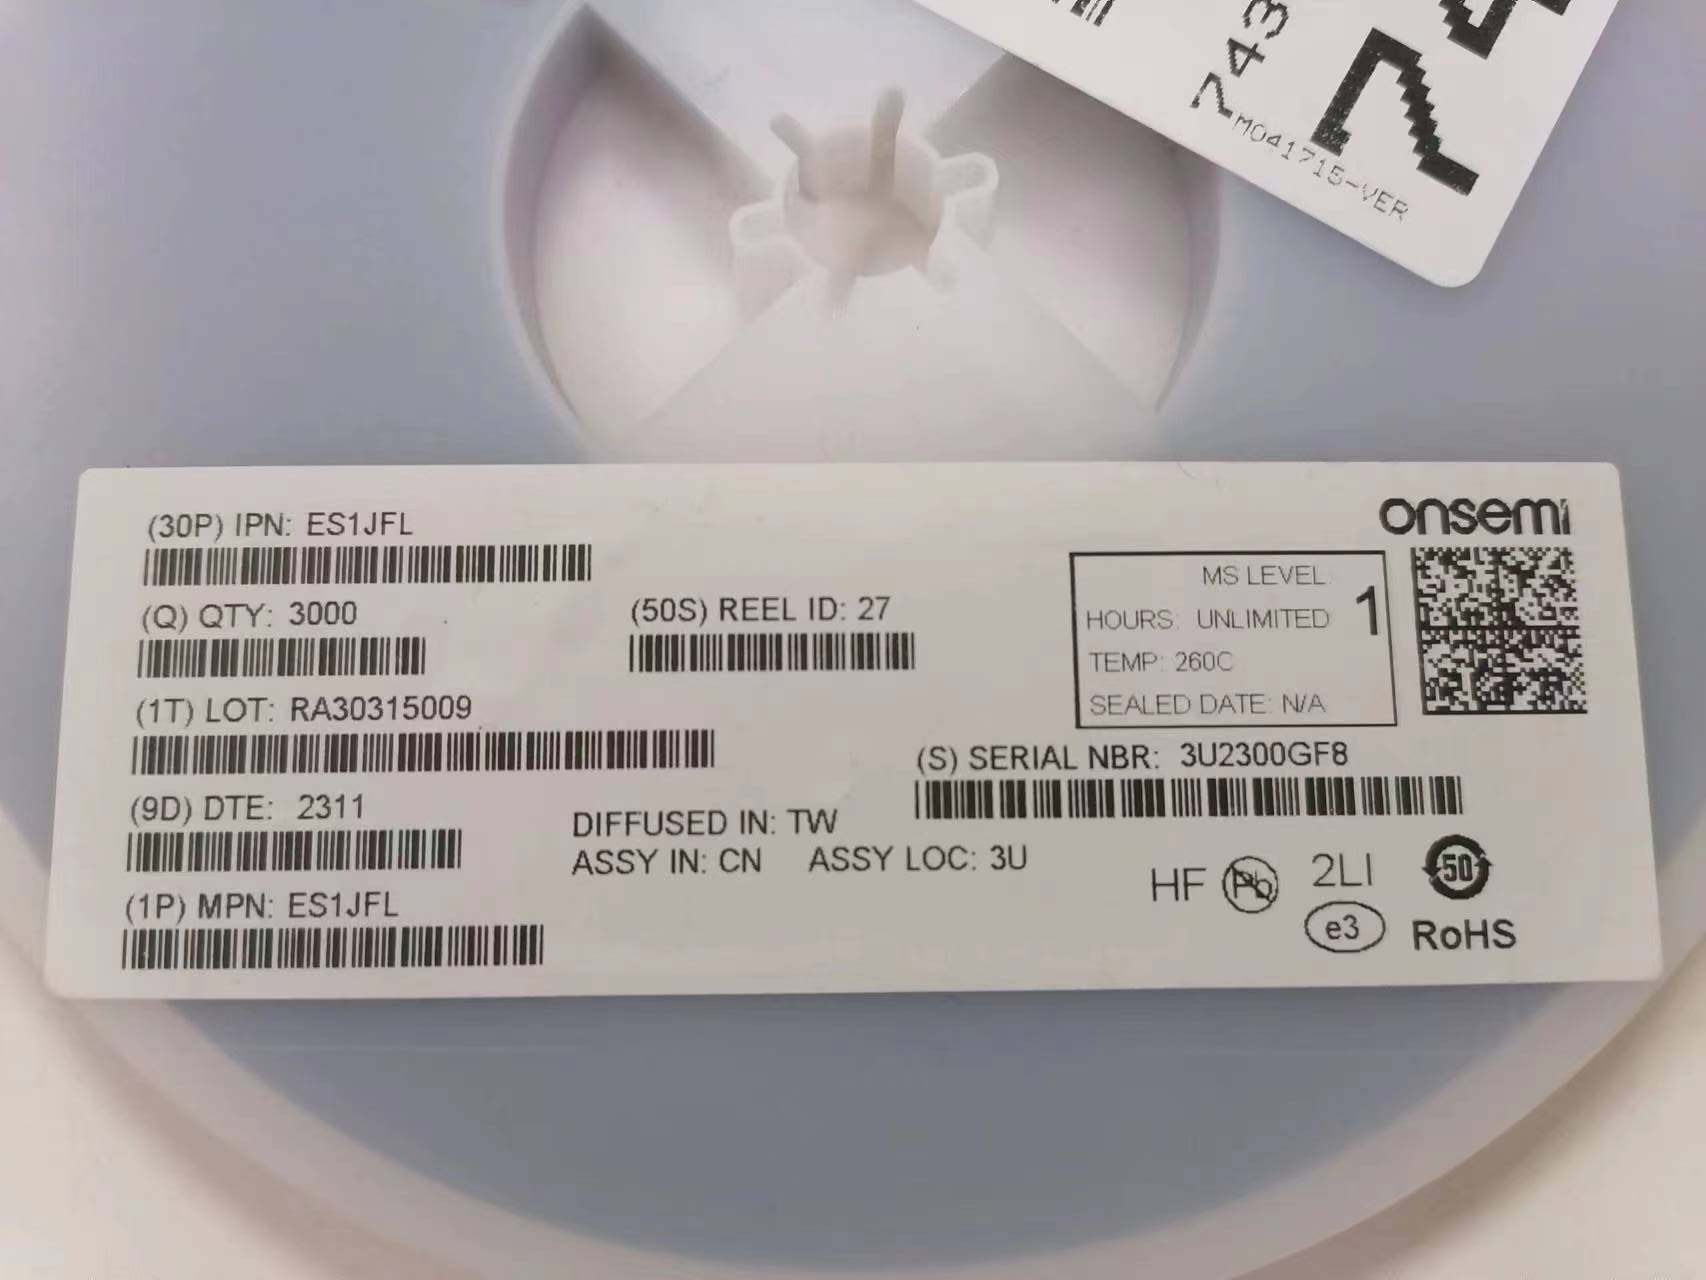 743
7
M041715-VER
onsemi
(30P) IPN: ES1JFL
(Q) QTY: 3000
(50S) REEL ID: 27
MS LEVEL 1
HOURS: UNLIMITED
TEMP: 260C
SEALED DATE: N/A
(1T) LOT: RA30315009
(S) SERIAL NBR: 3U2300GF8
(9D) DTE: 2311
DIFFUSED IN: TW
ASSY IN: CN ASSY LOC: 3U
(1P) MPN: ES1JFL
HF Pb 2LI 50
e3 RoHS